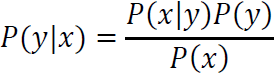 P(y|x) = P(x|y)P(y) / P(x)